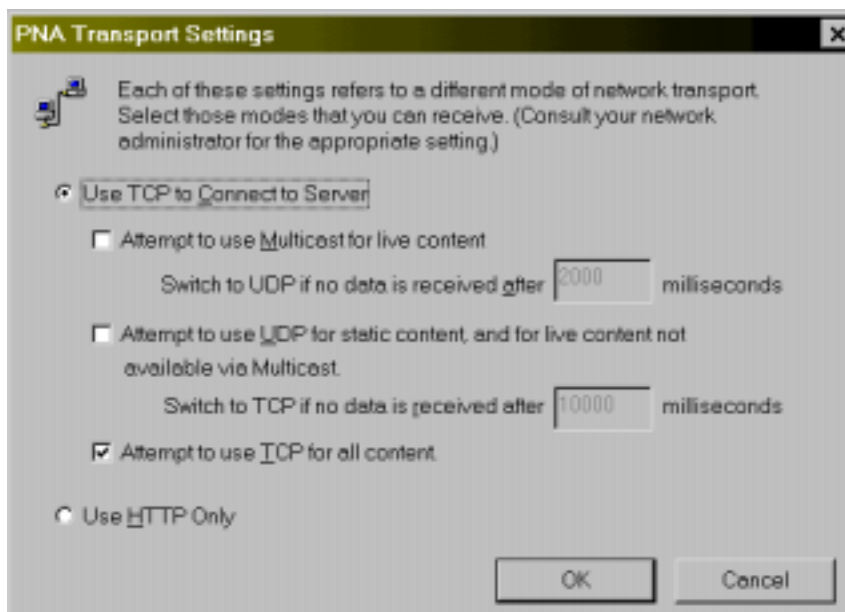 PNA Transport Settings
Each of these settings refers to a different mode of network transport.
Select those modes that you can receive. (Consult your network
administrator for the appropriate setting.)
Use TCP to Connect to Server
Attempt to use Multicast for live content
Switch to UDP if no data is received after 2000 milliseconds
Attempt to use UDP for static content, and for live content not
available via Multicast.
Switch to TCP if no data is received after 10000 milliseconds
Attempt to use TCP for all content.
Use HTTP Only
OK Cancel